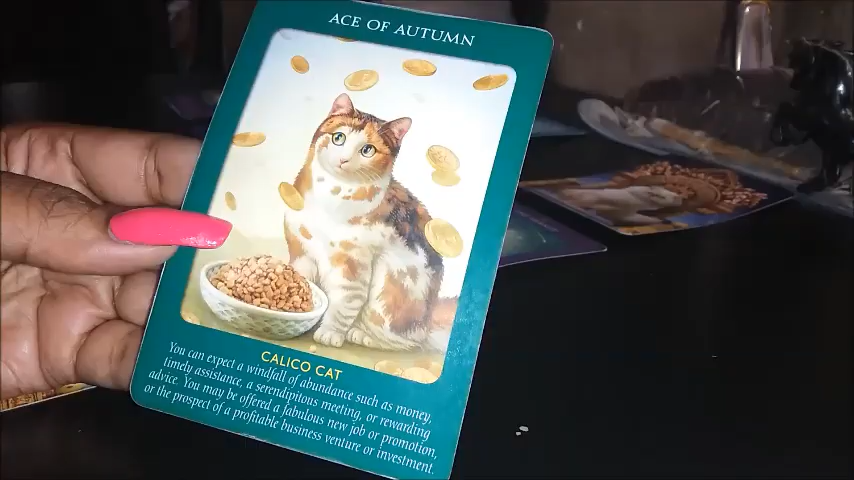 ACE OF AUTUMN
CALICO CAT
You can expect a windfall of abundance such as money,
timely assistance, a serendipitous meeting, or rewarding
advice. You may be offered a fabulous new job or promotion,
or the prospect of a profitable business venture or investment.